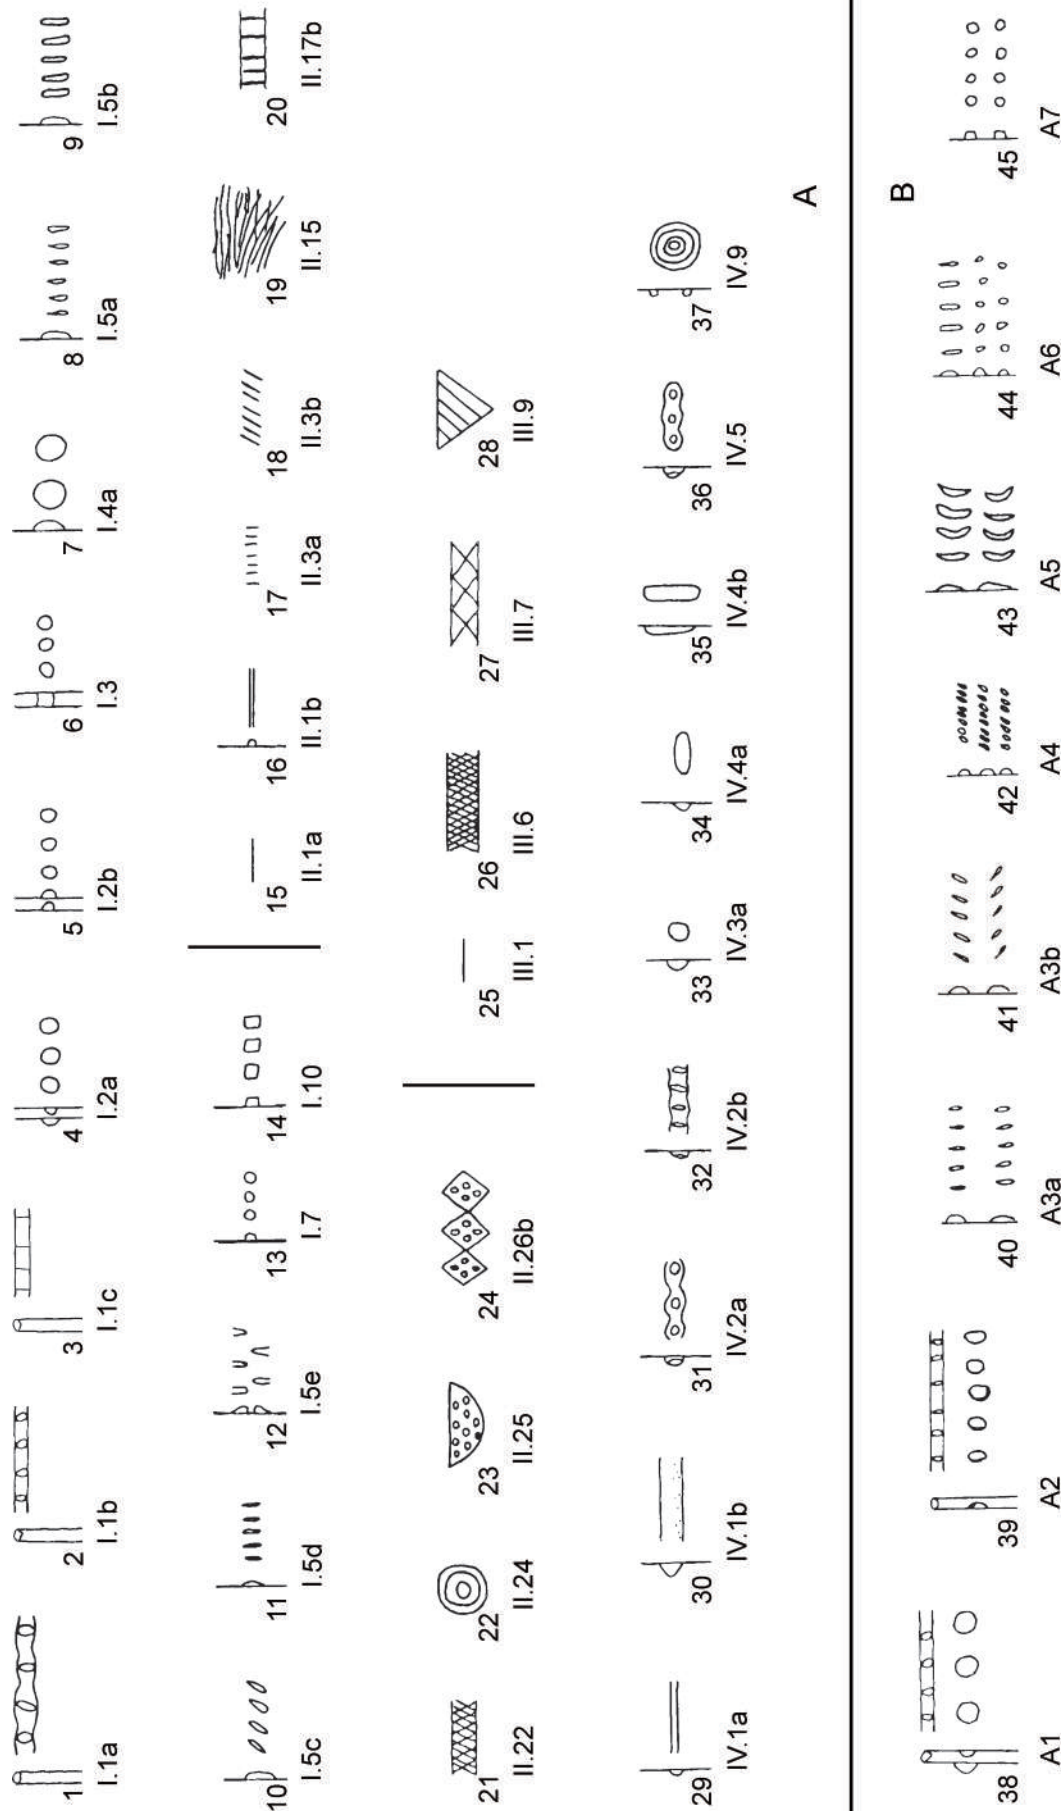 1 2 3 4 5 6 7 8 9
I.1a I.1b I.1c I.2a I.2b I.3 I.4a I.5a I.5b
10 11 12 13 14 15 16 17 18 19 20
I.5c I.5d I.5e I.7 I.10 II.1a II.1b II.3a II.3b II.15 II.17b
21 22 23 24 25 26 27 28
II.22 II.24 II.25 II.26b III.1 III.6 III.7 III.9
29 30 31 32 33 34 35 36 37
IV.1a IV.1b IV.2a IV.2b IV.3a IV.4a IV.4b IV.5 IV.9
A
B
38 39 40 41 42 43 44 45
A1 A2 A3a A3b A4 A5 A6 A7